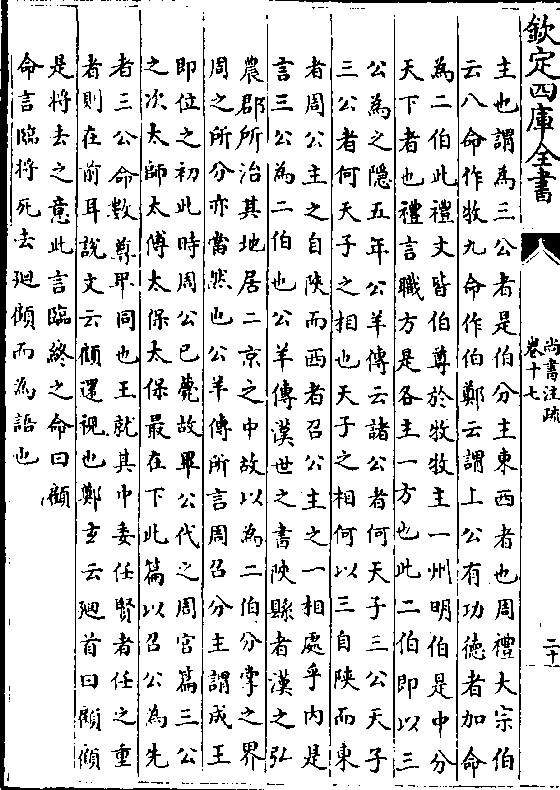 欽定四庫全書
尚書注疏
卷十七
二十
主也謂為三公者是伯分主東西者也周禮大宗伯
云八命作牧九命作伯鄭云謂上公有功德者加命
為二伯此禮文皆伯尊於牧牧主一州明伯是中分
天下者也禮言職方是各主一方也此二伯即以三
公為之隱五年公羊傳云諸公者何天子三公天子
三公者何天子之相也天子之相何以三自陜而東
者周公主之自陜而西者召公主之一相處乎内是
言三公為二伯也公羊傳漢世之書陜縣者漢之弘
農郡所治其地居二京之中故以為二伯分掌之界
周之所分亦當然也公羊傳所言周召分主謂成王
即位之初此時周公已薨故畢公代之周官篇三公
之次太師太傅太保太保最在下此篇以召公為先
者三公命數尊卑同也王就其中委任賢者任之重
者則在前耳説文云顧還視也鄭玄云廻首曰顧顧
是將去之意此言臨終之命曰顧
命言臨將死去廻顧而為語也